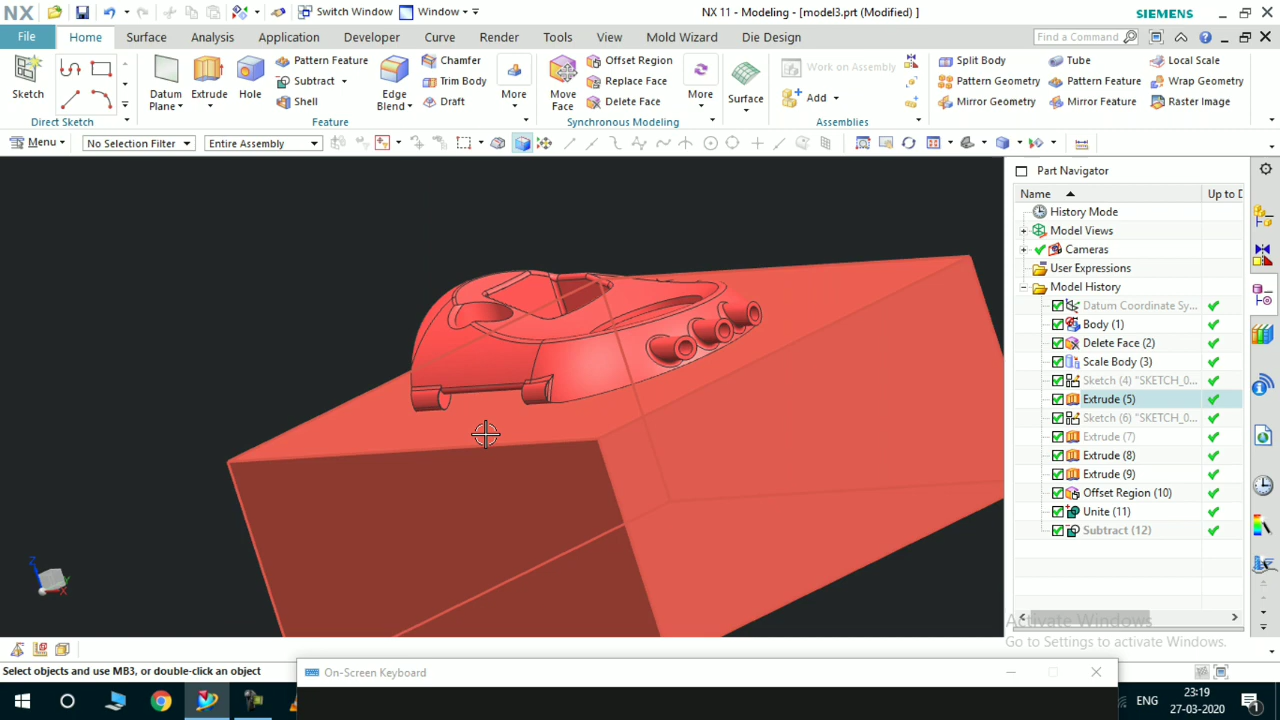 NX
Switch Window
Window
NX 11 - Modeling - [model3.prt (Modified) ]
SIEMENS
File
Home
Surface
Analysis
Application
Developer
Curve
Render
Tools
View
Mold Wizard
Die Design
Find a Command
Sketch
Direct Sketch
Datum Plane
Extrude
Hole
Pattern Feature
Subtract
Shell
Edge Blend
Chamfer
Trim Body
Draft
More
Feature
Move Face
Offset Region
Replace Face
Delete Face
More
Synchronous Modeling
Surface
Work on Assembly
Add
Assemblies
Split Body
Pattern Geometry
Mirror Geometry
Tube
Pattern Feature
Mirror Feature
Local Scale
Wrap Geometry
Raster Image
Menu
No Selection Filter
Entire Assembly
Part Navigator
Name
Up to D
History Mode
Model Views
Cameras
User Expressions
Model History
Datum Coordinate Sy...
Body (1)
Delete Face (2)
Scale Body (3)
Sketch (4) "SKETCH_0...
Extrude (5)
Sketch (6) "SKETCH_0...
Extrude (7)
Extrude (8)
Extrude (9)
Offset Region (10)
Unite (11)
Subtract (12)
Z
Y
X
Activate Windows
Go to Settings to activate Windows.
Select objects and use MB3, or double-click an object
On-Screen Keyboard
ENG
23:19
27-03-2020
1